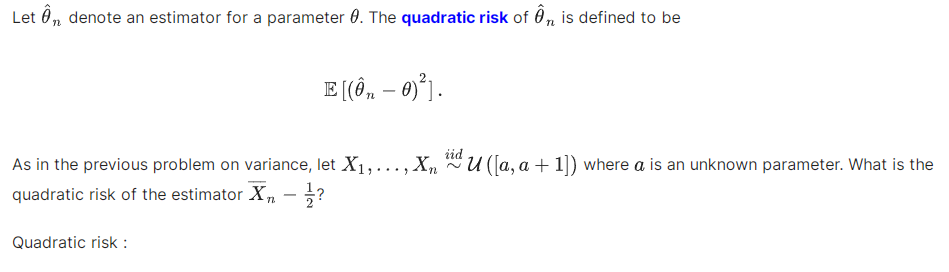 Let $\hat{\theta}_n$ denote an estimator for a parameter $\theta$. The quadratic risk of $\hat{\theta}_n$ is defined to be
$\mathbb{E}\left[(\hat{\theta}_n - \theta)^2\right].$
As in the previous problem on variance, let $X_1, \ldots, X_n \stackrel{iid}{\sim} \mathcal{U}([a, a+1])$ where $a$ is an unknown parameter. What is the
quadratic risk of the estimator $\overline{X}_n - \frac{1}{2}$?
Quadratic risk :